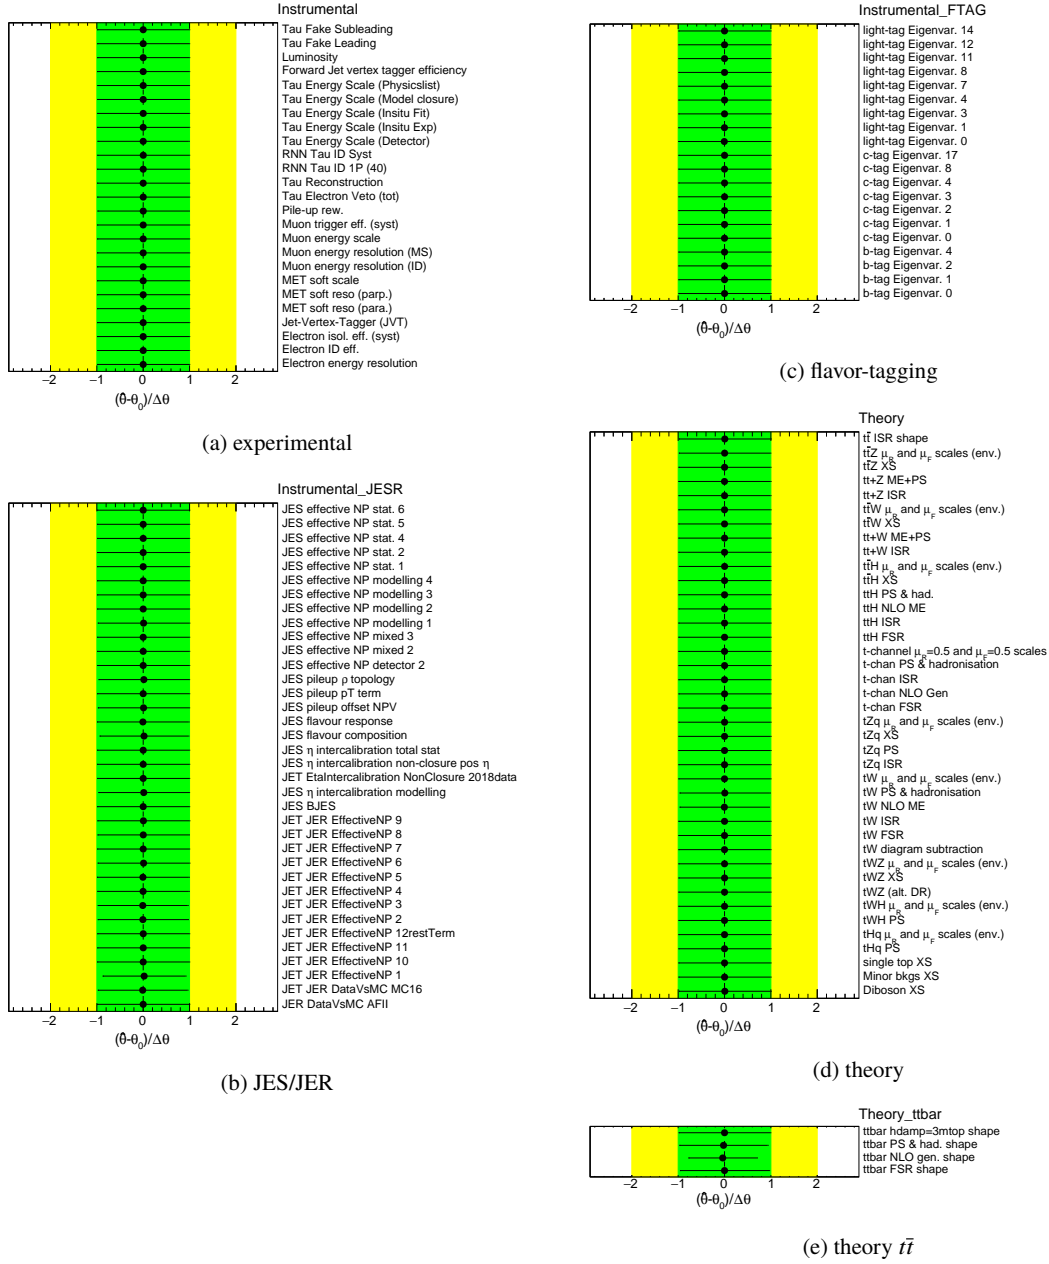 Instrumental
Tau Fake Subleading
Tau Fake Leading
Luminosity
Forward Jet vertex tagger efficiency
Tau Energy Scale (Physicslist)
Tau Energy Scale (Model closure)
Tau Energy Scale (Insitu Fit)
Tau Energy Scale (Insitu Exp)
Tau Energy Scale (Detector)
RNN Tau ID Syst
RNN Tau ID 1P (40)
Tau Reconstruction
Tau Electron Veto (tot)
Pile-up rew.
Muon trigger eff. (syst)
Muon energy scale
Muon energy resolution (MS)
Muon energy resolution (ID)
MET soft scale
MET soft reso (parp.)
MET soft reso (para.)
Jet-Vertex-Tagger (JVT)
Electron isol. eff. (syst)
Electron ID eff.
Electron energy resolution
−2 −1 0 1 2
(θ̂-θ₀)/Δθ
(a) experimental
Instrumental_JESR
JES effective NP stat. 6
JES effective NP stat. 5
JES effective NP stat. 4
JES effective NP stat. 2
JES effective NP stat. 1
JES effective NP modelling 4
JES effective NP modelling 3
JES effective NP modelling 2
JES effective NP modelling 1
JES effective NP mixed 3
JES effective NP mixed 2
JES effective NP detector 2
JES pileup ρ topology
JES pileup pT term
JES pileup offset NPV
JES flavour response
JES flavour composition
JES η intercalibration total stat
JES η intercalibration non-closure pos η
JET EtaIntercalibration NonClosure 2018data
JES η intercalibration modelling
JES BJES
JET JER EffectiveNP 9
JET JER EffectiveNP 8
JET JER EffectiveNP 7
JET JER EffectiveNP 6
JET JER EffectiveNP 5
JET JER EffectiveNP 4
JET JER EffectiveNP 3
JET JER EffectiveNP 2
JET JER EffectiveNP 12restTerm
JET JER EffectiveNP 11
JET JER EffectiveNP 10
JET JER EffectiveNP 1
JET JER DataVsMC MC16
JER DataVsMC AFII
−2 −1 0 1 2
(θ̂-θ₀)/Δθ
(b) JES/JER
Instrumental_FTAG
light-tag Eigenvar. 14
light-tag Eigenvar. 12
light-tag Eigenvar. 11
light-tag Eigenvar. 8
light-tag Eigenvar. 7
light-tag Eigenvar. 4
light-tag Eigenvar. 3
light-tag Eigenvar. 1
light-tag Eigenvar. 0
c-tag Eigenvar. 17
c-tag Eigenvar. 8
c-tag Eigenvar. 4
c-tag Eigenvar. 3
c-tag Eigenvar. 2
c-tag Eigenvar. 1
c-tag Eigenvar. 0
b-tag Eigenvar. 4
b-tag Eigenvar. 2
b-tag Eigenvar. 1
b-tag Eigenvar. 0
−2 −1 0 1 2
(θ̂-θ₀)/Δθ
(c) flavor-tagging
Theory
tt̄ ISR shape
tt̄Z μ_R and μ_F scales (env.)
tt̄Z XS
tt+Z ME+PS
tt+Z ISR
tt̄W μ_R and μ_F scales (env.)
tt̄W XS
tt+W ME+PS
tt+W ISR
tt̄H μ_R and μ_F scales (env.)
tt̄H XS
ttH PS & had.
ttH NLO ME
ttH ISR
ttH FSR
t-channel μ_R=0.5 and μ_F=0.5 scales
t-chan PS & hadronisation
t-chan ISR
t-chan NLO Gen
t-chan FSR
tZq μ_R and μ_F scales (env.)
tZq XS
tZq PS
tZq ISR
tW μ_R and μ_F scales (env.)
tW PS & hadronisation
tW NLO ME
tW ISR
tW FSR
tW diagram subtraction
tWZ μ_R and μ_F scales (env.)
tWZ XS
tWZ (alt. DR)
tWH μ_R and μ_F scales (env.)
tWH PS
tHq μ_R and μ_F scales (env.)
tHq PS
single top XS
Minor bkgs XS
Diboson XS
−2 −1 0 1 2
(θ̂-θ₀)/Δθ
(d) theory
Theory_ttbar
ttbar hdamp=3mtop shape
ttbar PS & had. shape
ttbar NLO gen. shape
ttbar FSR shape
−2 −1 0 1 2
(θ̂-θ₀)/Δθ
(e) theory tt̄